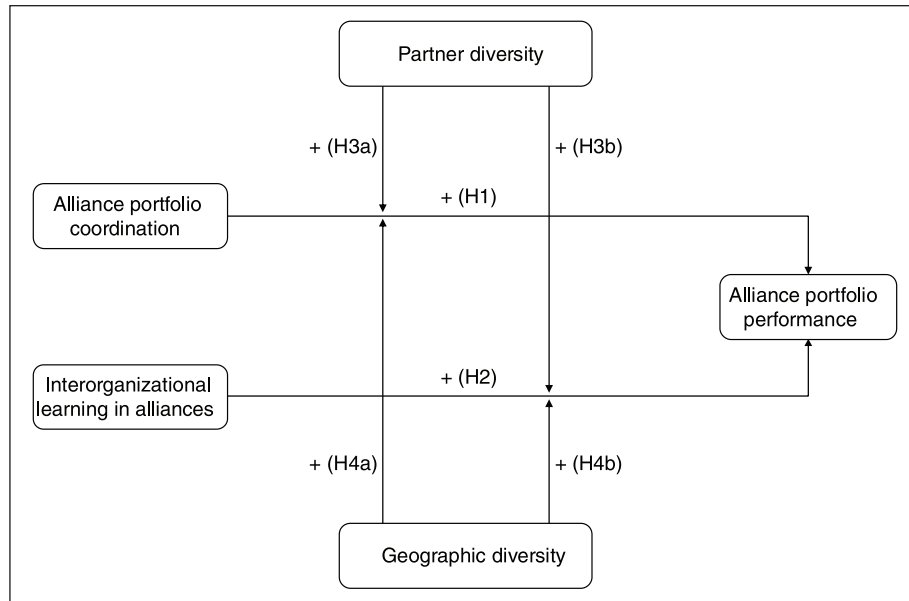 Partner diversity
+ (H3a)
+ (H3b)
Alliance portfolio
coordination
+ (H1)
Alliance portfolio
performance
Interorganizational
learning in alliances
+ (H2)
+ (H4a)
+ (H4b)
Geographic diversity